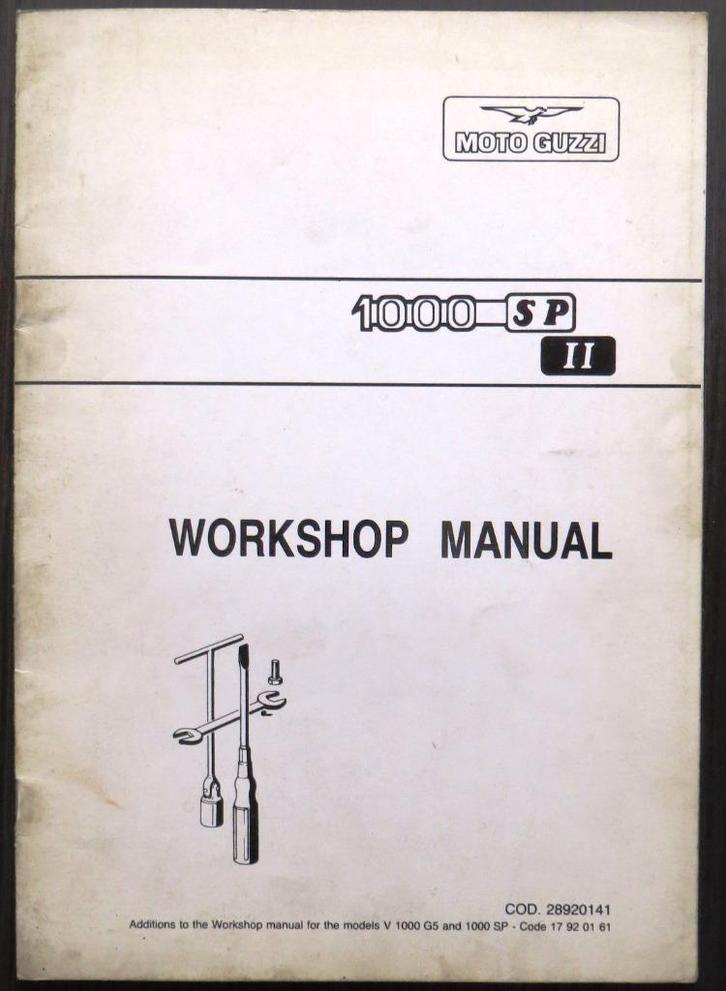 MOTO GUZZI
1000 SP
II
WORKSHOP MANUAL
COD. 28920141
Additions to the Workshop manual for the models V 1000 G5 and 1000 SP - Code 17 92 01 61